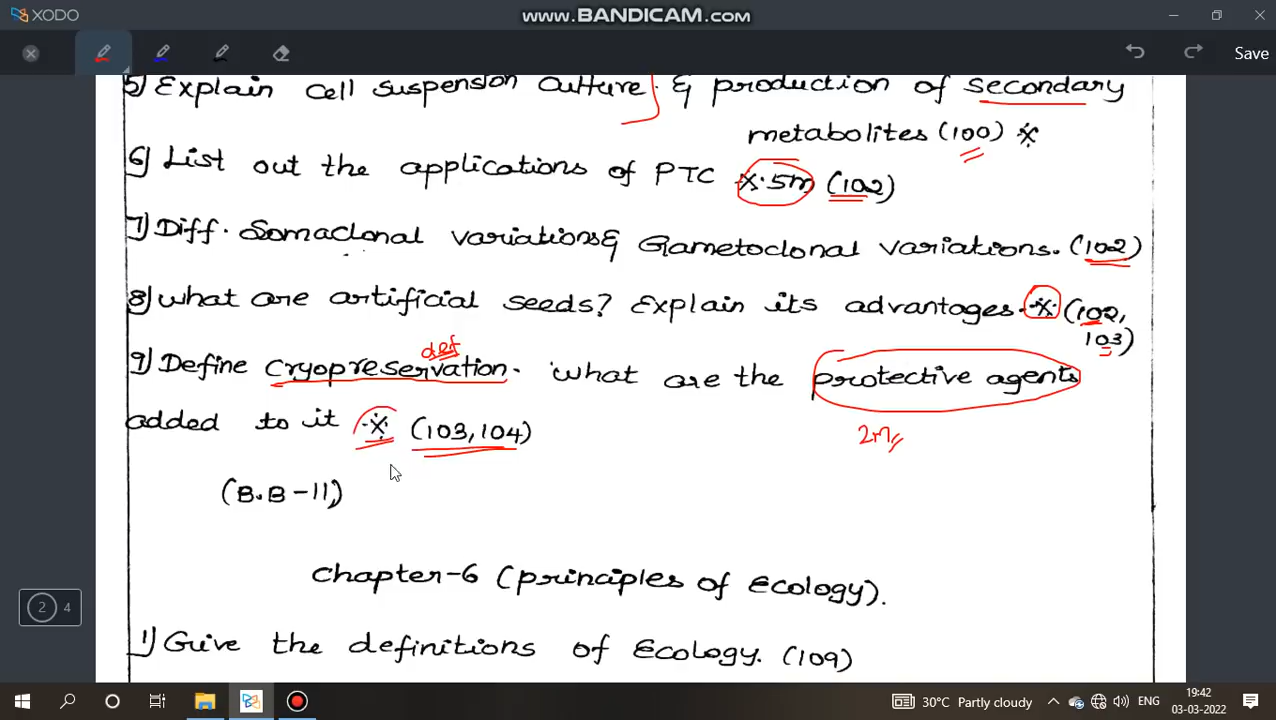 XODO
www.BANDICAM.com
Save
5) Explain cell suspension culture & production of secondary
metabolites (100) ※
6) List out the applications of PTC ※.5m (102)
7) Diff. Somaclonal variations & Gametoclonal variations. (102)
8) what are artificial seeds? Explain its advantages.※ (102,
103)
def
9) Define cryopreservation. what are the protective agents
added to it ※ (103,104)
2m
(B.B-11)
chapter-6 (principles of Ecology).
1) Give the definitions of Ecology. (109)
2 4
30°C Partly cloudy
ENG
19:42
03-03-2022